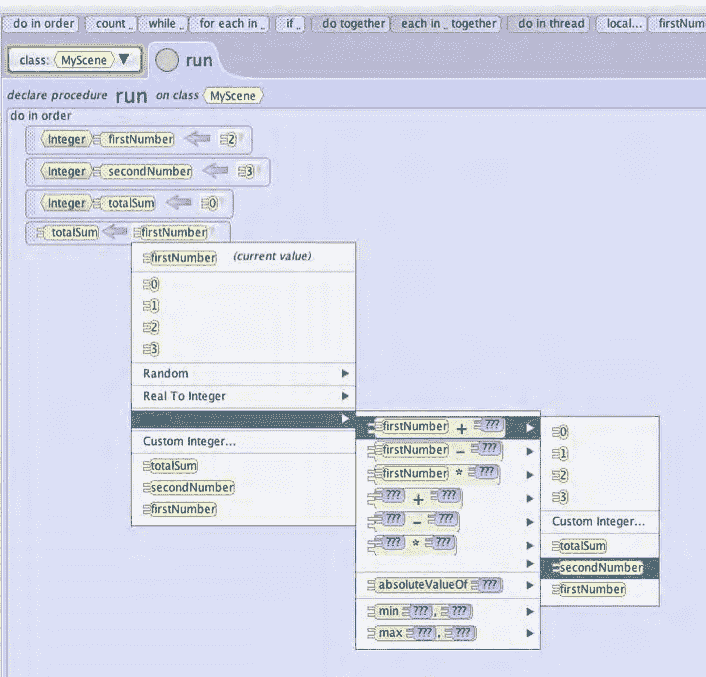 do in order count _ while _ for each in _ if _ do together each in _ together do in thread local... firstNum
class: MyScene run
declare procedure run on class MyScene
do in order
Integer firstNumber 2
Integer secondNumber 3
Integer totalSum 0
totalSum firstNumber
firstNumber (current value)
0
1
2
3
Random
Real To Integer
Custom Integer...
totalSum
secondNumber
firstNumber
firstNumber + ???
firstNumber - ???
firstNumber * ???
??? + ???
??? - ???
??? * ???
absoluteValueOf ???
min ???, ???
max ???, ???
0
1
2
3
Custom Integer...
totalSum
secondNumber
firstNumber